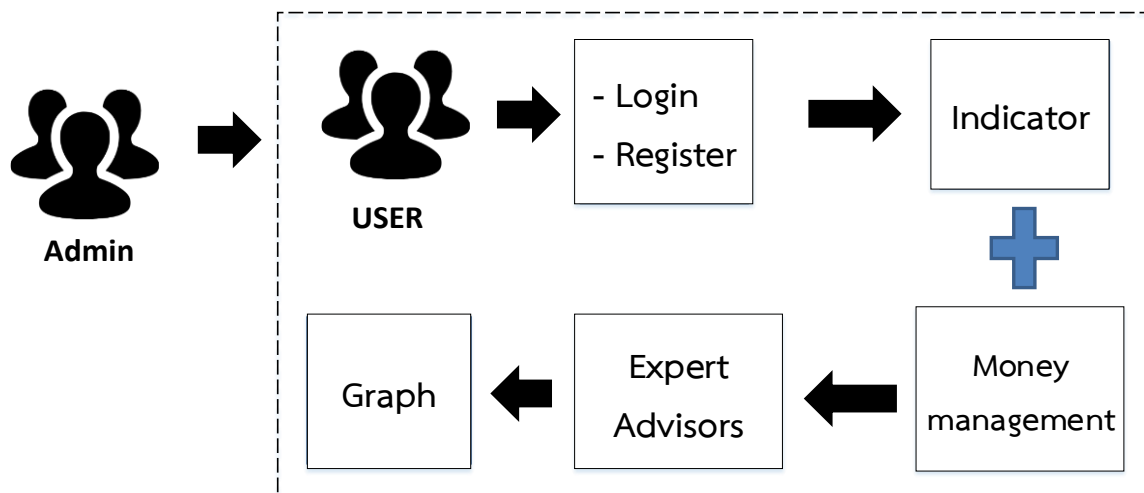 Admin
USER
- Login
- Register
Indicator
Money
management
Expert
Advisors
Graph